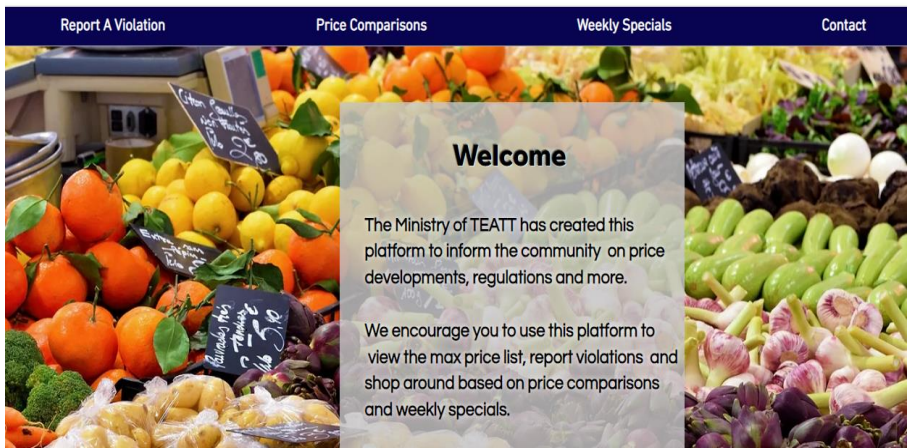 Report A Violation Price Comparisons Weekly Specials Contact
Welcome
The Ministry of TEATT has created this
platform to inform the community on price
developments, regulations and more.
We encourage you to use this platform to
view the max price list, report violations and
shop around based on price comparisons
and weekly specials.